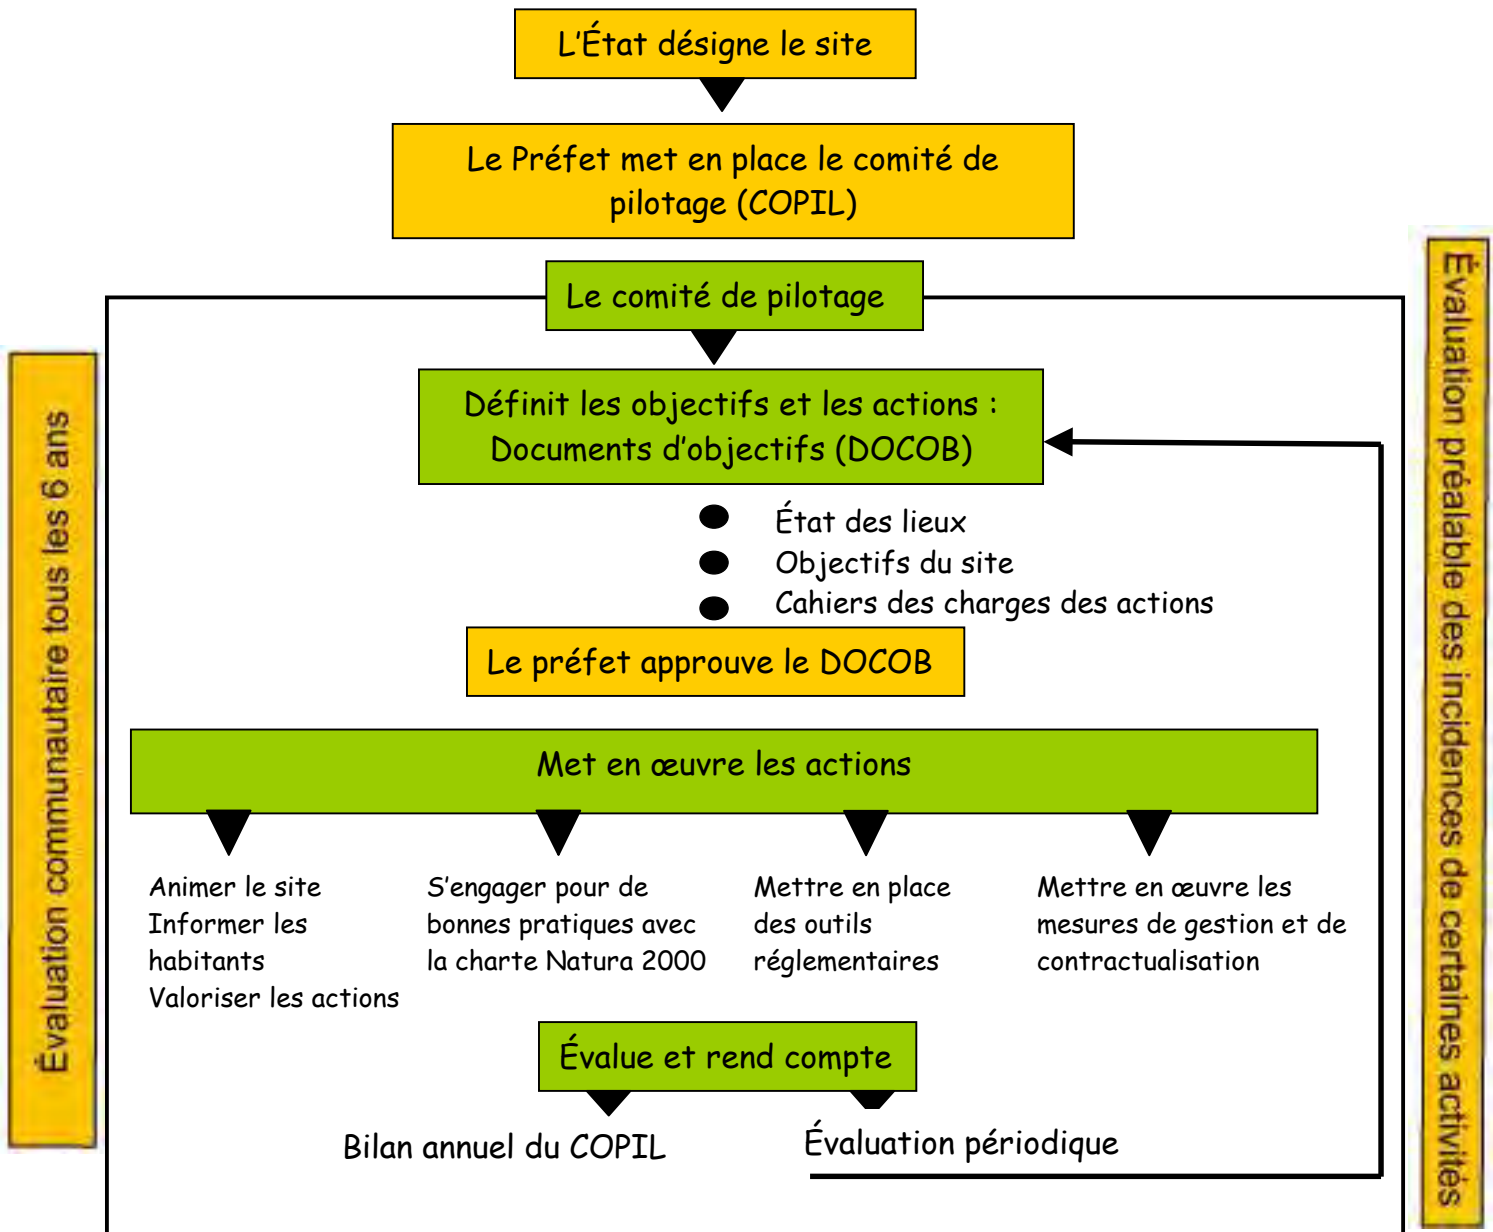 L'État désigne le site
Le Préfet met en place le comité de
pilotage (COPIL)
Le comité de pilotage
Définit les objectifs et les actions :
Documents d'objectifs (DOCOB)
État des lieux
Objectifs du site
Cahiers des charges des actions
Le préfet approuve le DOCOB
Met en œuvre les actions
Animer le site
Informer les
habitants
Valoriser les actions
S'engager pour de
bonnes pratiques avec
la charte Natura 2000
Mettre en place
des outils
réglementaires
Mettre en œuvre les
mesures de gestion et de
contractualisation
Évalue et rend compte
Bilan annuel du COPIL
Évaluation périodique
Évaluation communautaire tous les 6 ans
Évaluation préalable des incidences de certaines activités